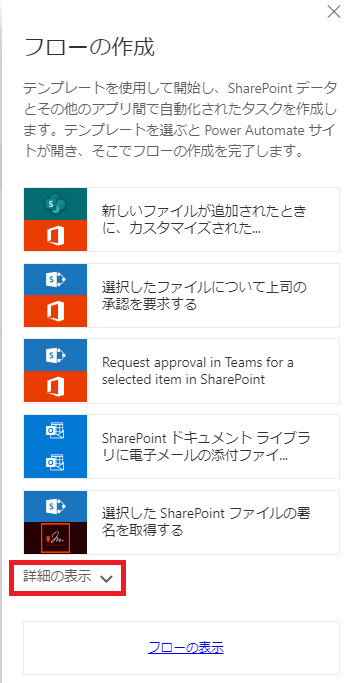 フローの作成
テンプレートを使用して開始し、SharePoint データ
とその他のアプリ間で自動化されたタスクを作成し
ます。テンプレートを選ぶと Power Automate サイ
トが開き、そこでフローの作成を完了します。
新しいファイルが追加されたとき
に、カスタマイズされた...
選択したファイルについて上司の
承認を要求する
Request approval in Teams for a
selected item in SharePoint
SharePoint ドキュメント ライブラ
リに電子メールの添付ファイ...
選択した SharePoint ファイルの署
名を取得する
詳細の表示
フローの表示